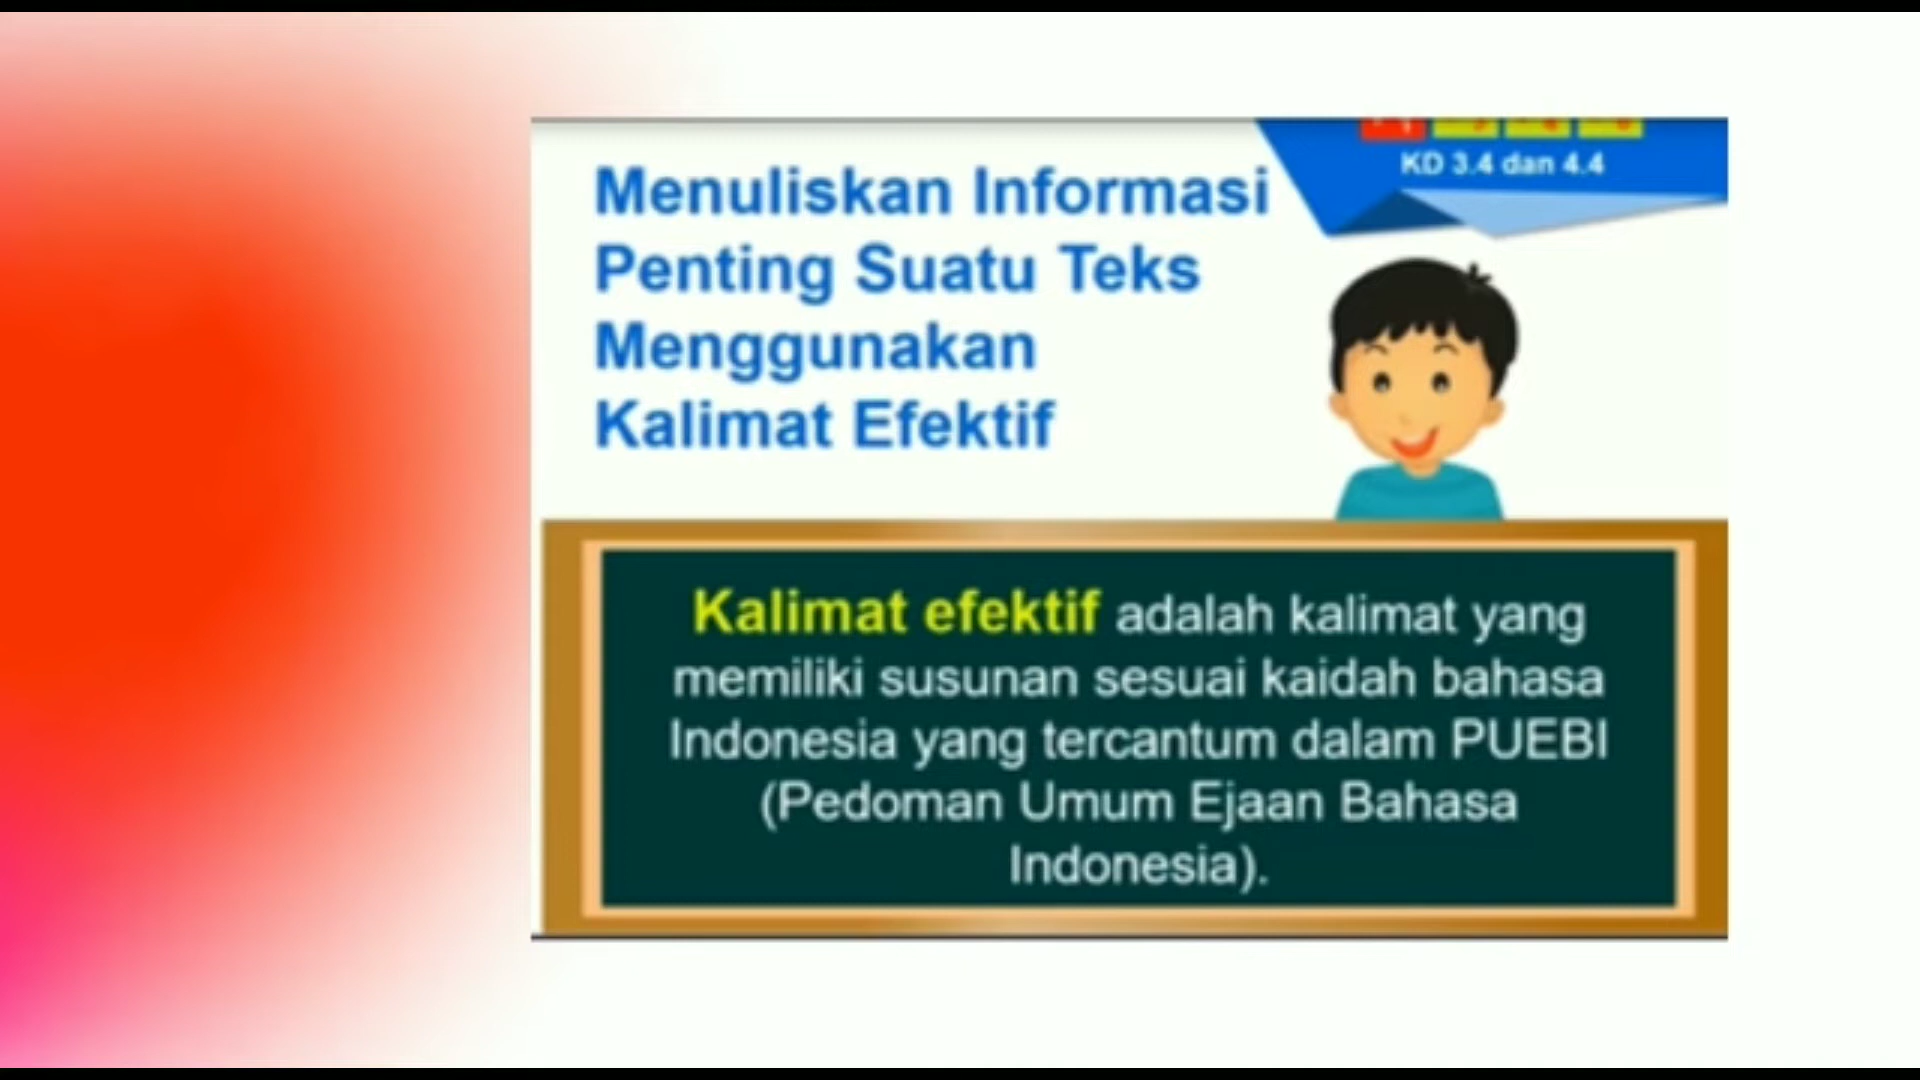 KD 3.4 dan 4.4
Menuliskan Informasi
Penting Suatu Teks
Menggunakan
Kalimat Efektif
Kalimat efektif adalah kalimat yang
memiliki susunan sesuai kaidah bahasa
Indonesia yang tercantum dalam PUEBI
(Pedoman Umum Ejaan Bahasa
Indonesia).